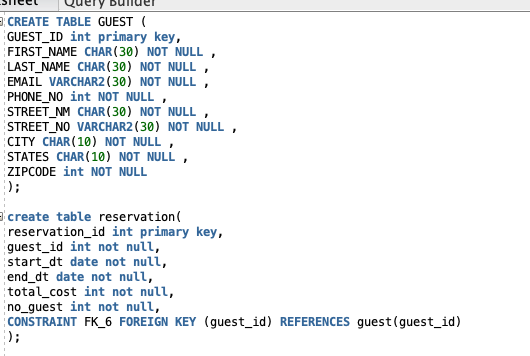 Query Builder
CREATE TABLE GUEST (
GUEST_ID int primary key,
FIRST_NAME CHAR(30) NOT NULL ,
LAST_NAME CHAR(30) NOT NULL ,
EMAIL VARCHAR2(30) NOT NULL ,
PHONE_NO int NOT NULL ,
STREET_NM CHAR(30) NOT NULL ,
STREET_NO VARCHAR2(30) NOT NULL ,
CITY CHAR(10) NOT NULL ,
STATES CHAR(10) NOT NULL ,
ZIPCODE int NOT NULL
);
create table reservation(
reservation_id int primary key,
guest_id int not null,
start_dt date not null,
end_dt date not null,
total_cost int not null,
no_guest int not null,
CONSTRAINT FK_6 FOREIGN KEY (guest_id) REFERENCES guest(guest_id)
);